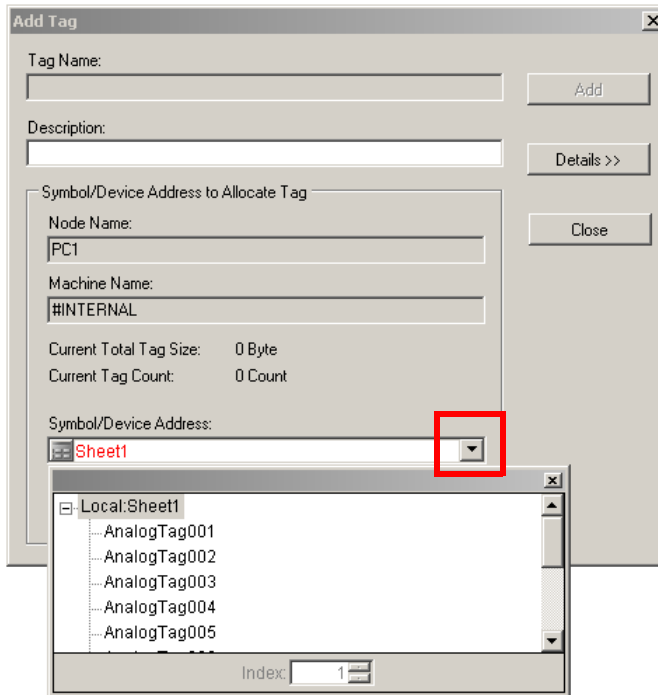 Add Tag
Tag Name:
Add
Description:
Details >>
Symbol/Device Address to Allocate Tag
Node Name:
PC1
Close
Machine Name:
#INTERNAL
Current Total Tag Size: 0 Byte
Current Tag Count: 0 Count
Symbol/Device Address:
Sheet1
Local:Sheet1
AnalogTag001
AnalogTag002
AnalogTag003
AnalogTag004
AnalogTag005
Index: 1